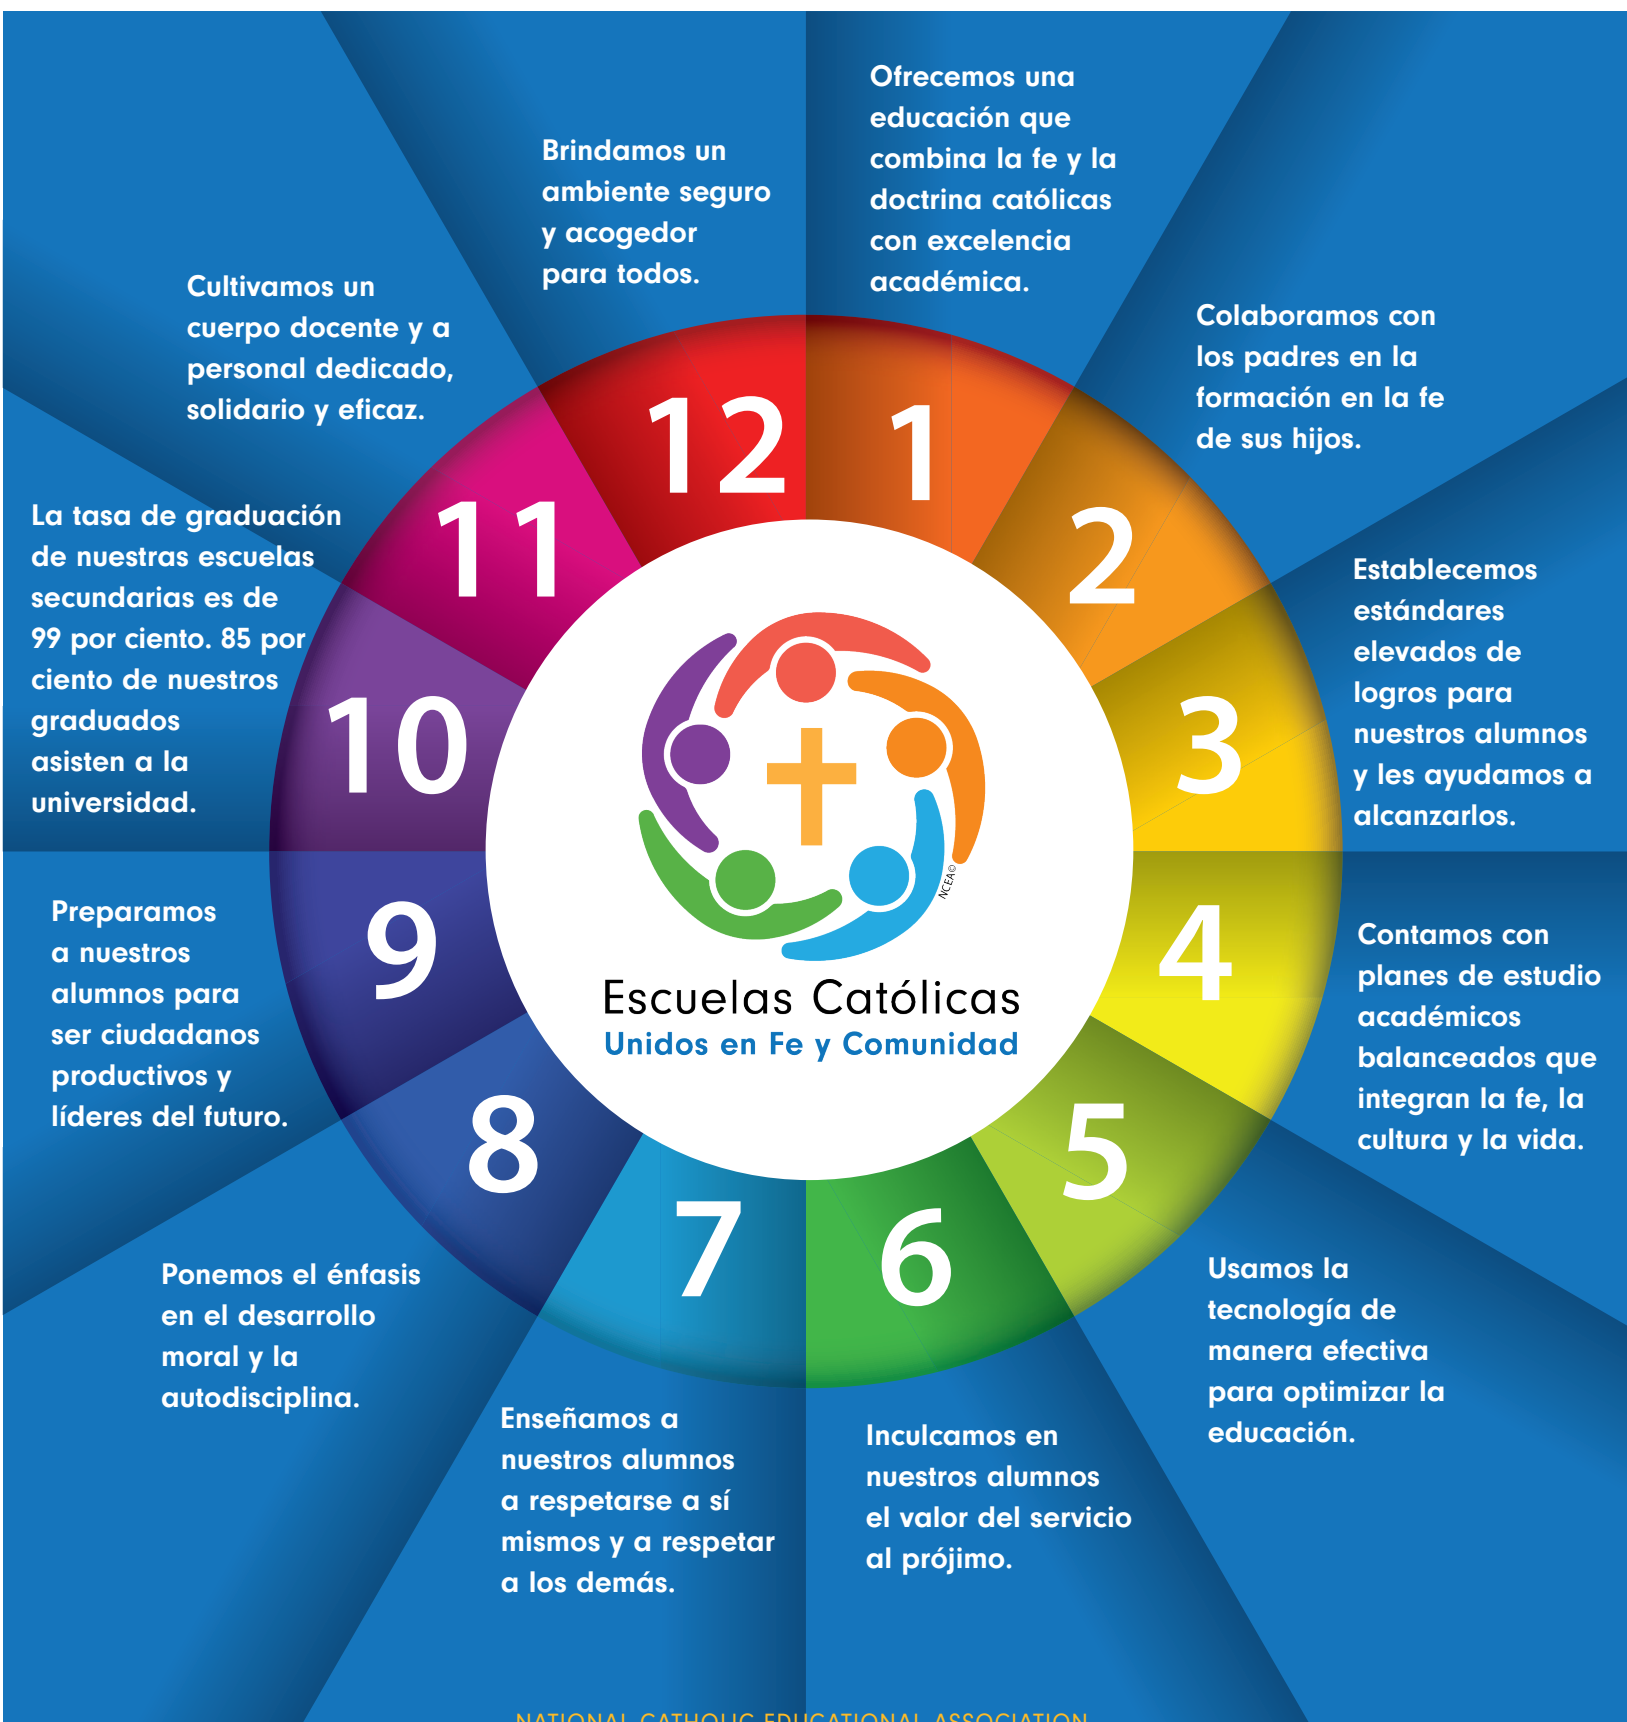 1
Ofrecemos una
educación que
combina la fe y la
doctrina católicas
con excelencia
académica.
2
Colaboramos con
los padres en la
formación en la fe
de sus hijos.
3
Establecemos
estándares
elevados de
logros para
nuestros alumnos
y les ayudamos a
alcanzarlos.
4
Contamos con
planes de estudio
académicos
balanceados que
integran la fe, la
cultura y la vida.
5
Usamos la
tecnología de
manera efectiva
para optimizar la
educación.
6
Inculcamos en
nuestros alumnos
el valor del servicio
al prójimo.
7
Enseñamos a
nuestros alumnos
a respetarse a sí
mismos y a respetar
a los demás.
8
Ponemos el énfasis
en el desarrollo
moral y la
autodisciplina.
9
Preparamos
a nuestros
alumnos para
ser ciudadanos
productivos y
líderes del futuro.
10
La tasa de graduación
de nuestras escuelas
secundarias es de
99 por ciento. 85 por
ciento de nuestros
graduados
asisten a la
universidad.
11
Cultivamos un
cuerpo docente y a
personal dedicado,
solidario y eficaz.
12
Brindamos un
ambiente seguro
y acogedor
para todos.
NCEA©
Escuelas Católicas
Unidos en Fe y Comunidad
NATIONAL CATHOLIC EDUCATIONAL ASSOCIATION